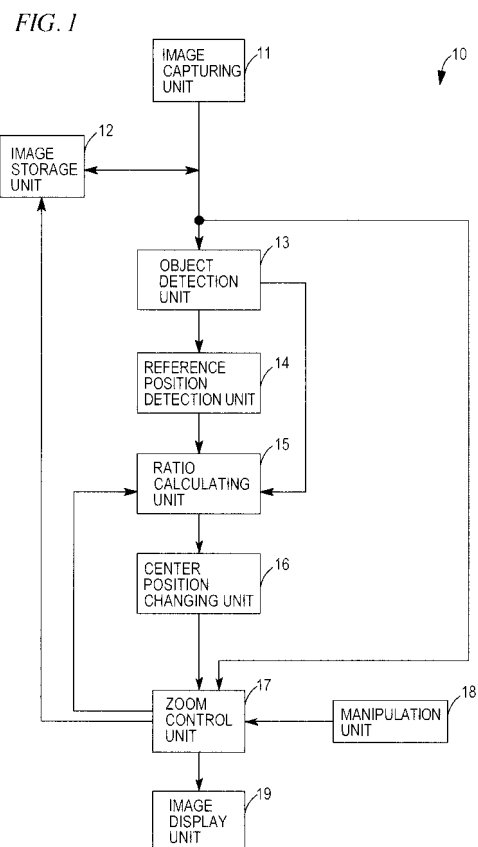 FIG. 1
IMAGE
CAPTURING
UNIT
11
10
12
IMAGE
STORAGE
UNIT
13
OBJECT
DETECTION
UNIT
14
REFERENCE
POSITION
DETECTION UNIT
15
RATIO
CALCULATING
UNIT
16
CENTER
POSITION
CHANGING UNIT
17
ZOOM
CONTROL
UNIT
18
MANIPULATION
UNIT
19
IMAGE
DISPLAY
UNIT